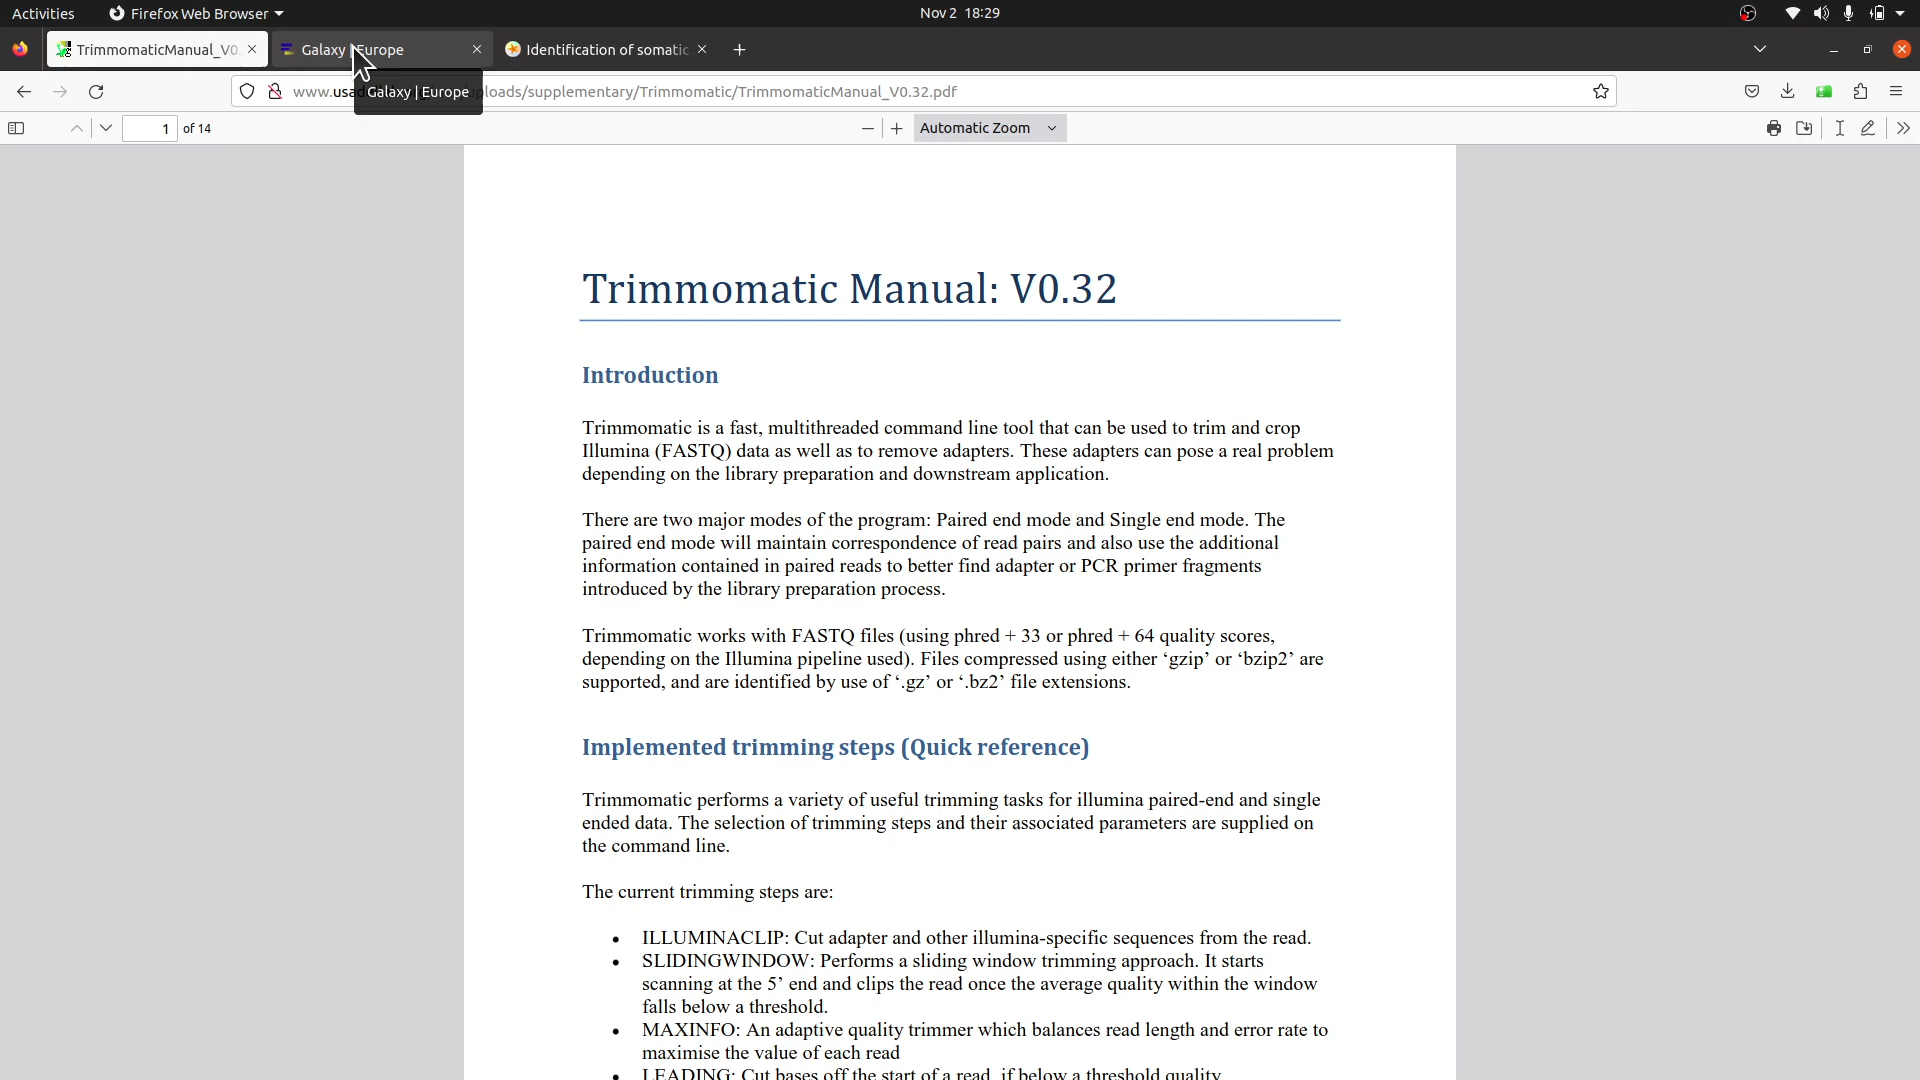 Activities
Firefox Web Browser
Nov 2 18:29
TrimmomaticManual_V0
Galaxy | Europe
Identification of somatic
www.usad
Galaxy | Europe
loads/supplementary/Trimmomatic/TrimmomaticManual_V0.32.pdf
1 of 14
Automatic Zoom
Trimmomatic Manual: V0.32
Introduction
Trimmomatic is a fast, multithreaded command line tool that can be used to trim and crop
Illumina (FASTQ) data as well as to remove adapters. These adapters can pose a real problem
depending on the library preparation and downstream application.
There are two major modes of the program: Paired end mode and Single end mode. The
paired end mode will maintain correspondence of read pairs and also use the additional
information contained in paired reads to better find adapter or PCR primer fragments
introduced by the library preparation process.
Trimmomatic works with FASTQ files (using phred + 33 or phred + 64 quality scores,
depending on the Illumina pipeline used). Files compressed using either ‘gzip’ or ‘bzip2’ are
supported, and are identified by use of ‘.gz’ or ‘.bz2’ file extensions.
Implemented trimming steps (Quick reference)
Trimmomatic performs a variety of useful trimming tasks for illumina paired-end and single
ended data. The selection of trimming steps and their associated parameters are supplied on
the command line.
The current trimming steps are:
• ILLUMINACLIP: Cut adapter and other illumina-specific sequences from the read.
• SLIDINGWINDOW: Performs a sliding window trimming approach. It starts
scanning at the 5’ end and clips the read once the average quality within the window
falls below a threshold.
• MAXINFO: An adaptive quality trimmer which balances read length and error rate to
maximise the value of each read
• LEADING: Cut bases off the start of a read, if below a threshold quality